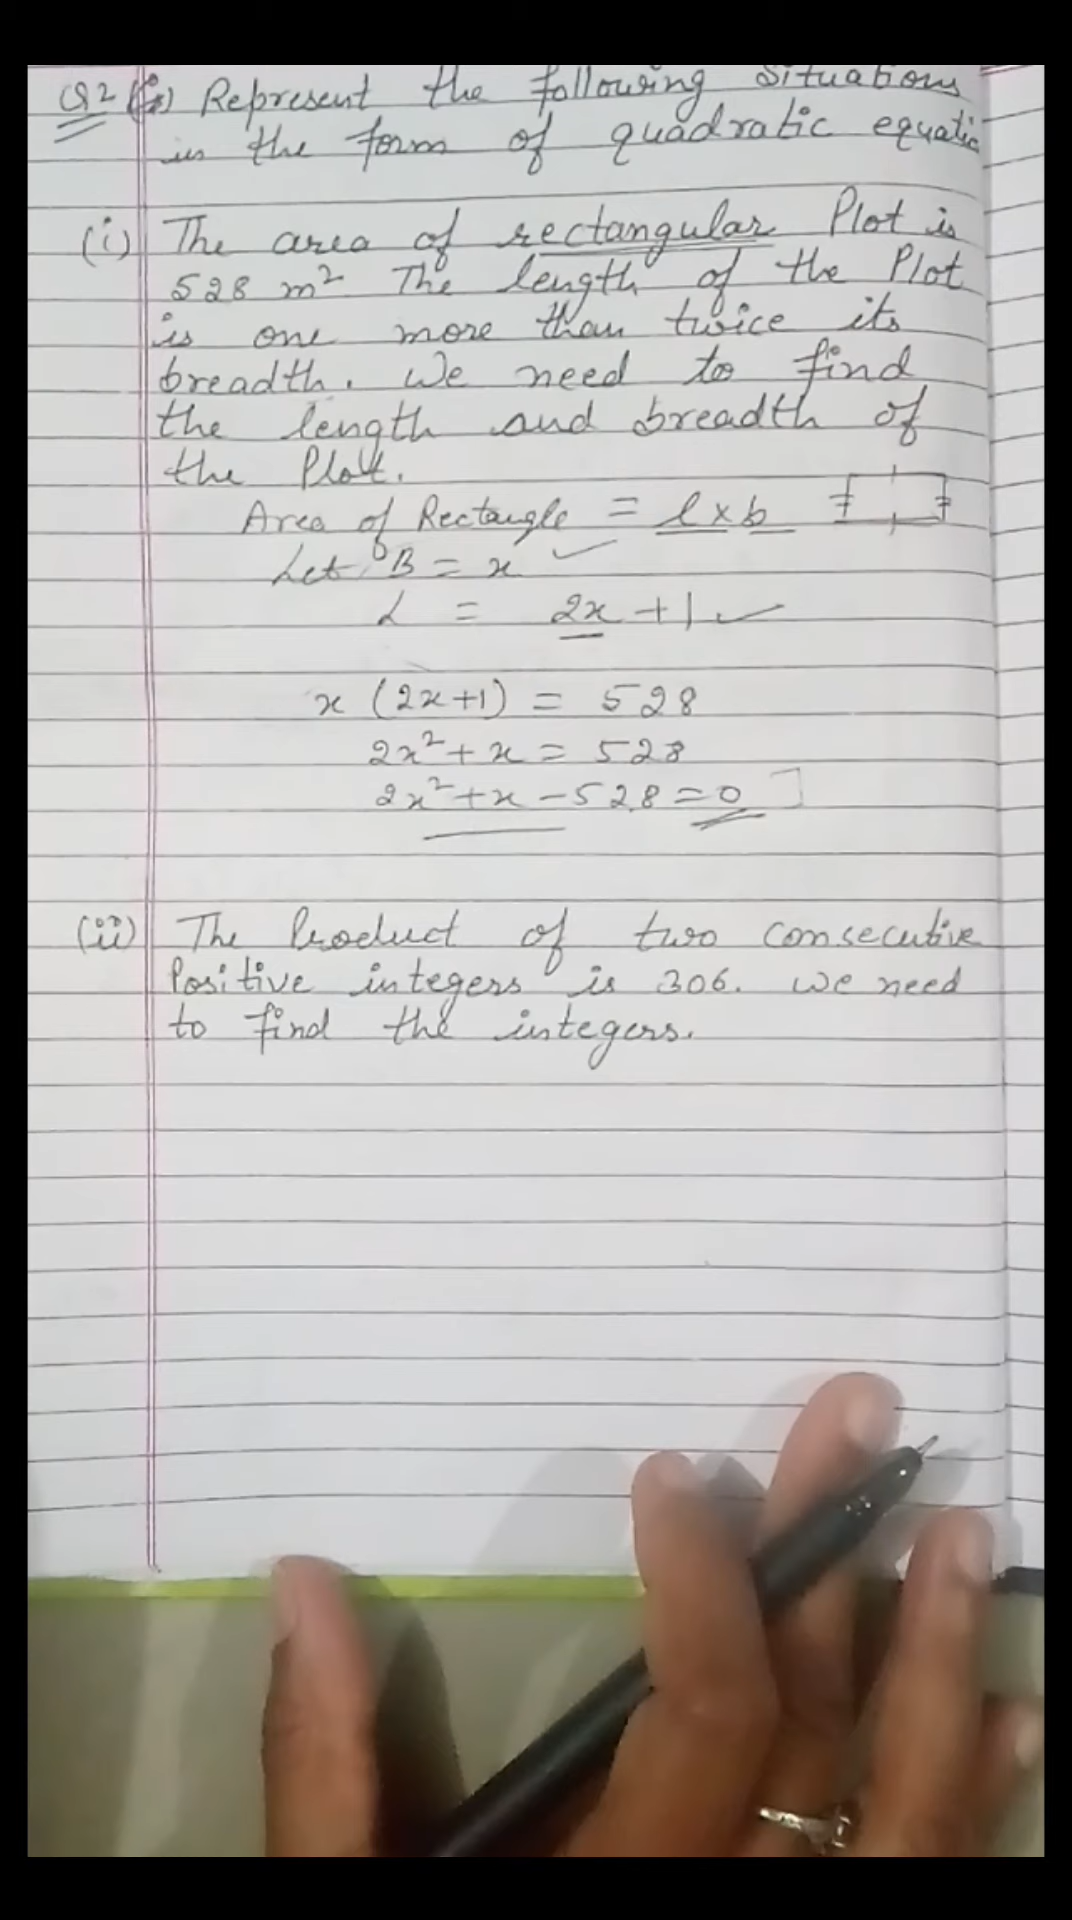 Q2 (i) Represent the following situations
in the form of quadratic equatio
(i) The area of rectangular Plot is
528 m² The length of the Plot
is one more than twice its
breadth. We need to find
the length and breadth of
the Plot.
Area of Rectangle = l x b
Let B = x
L = 2x + 1
x (2x+1) = 528
2x² + x = 528
2x² + x - 528 = 0
(ii) The Product of two consecutive
Positive integers is 306. We need
to find the integers.